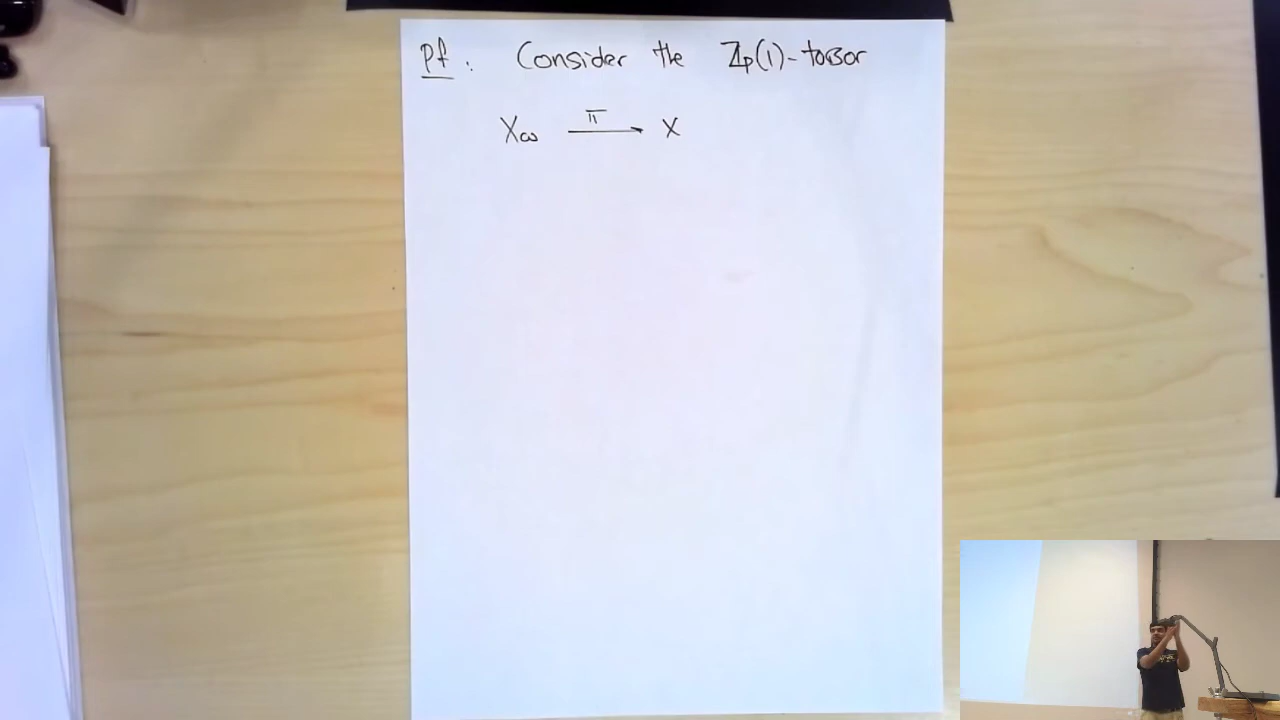 Pf : Consider the ℤp(1)-torsor
X∞ —π→ X